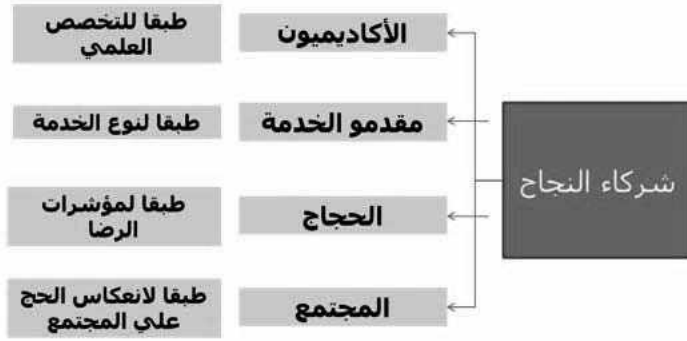 شركاء النجاح
الأكاديميون
طبقا للتخصص
العلمي
مقدمو الخدمة
طبقا لنوع الخدمة
الحجاج
طبقا لمؤشرات
الرضا
المجتمع
طبقا لانعكاس الحج
علي المجتمع